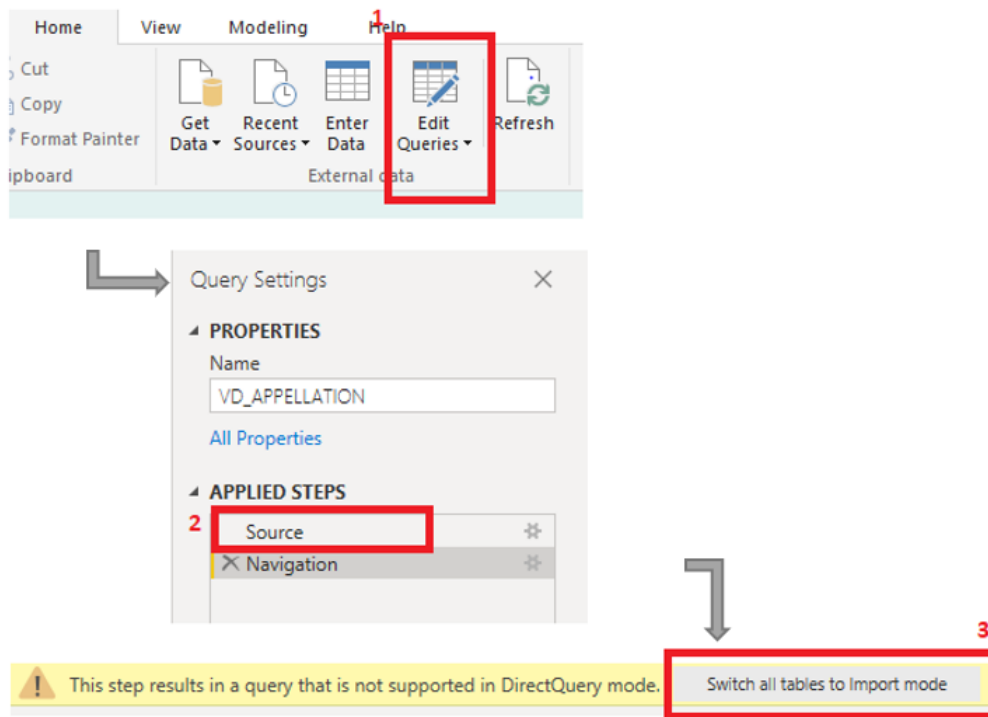 1
Home View Modeling Help
Cut
Copy
Format Painter
Get Data Recent Sources Enter Data Edit Queries Refresh
ipboard External data
Query Settings
PROPERTIES
Name
VD_APPELLATION
All Properties
APPLIED STEPS
2 Source
Navigation
3
This step results in a query that is not supported in DirectQuery mode. Switch all tables to Import mode